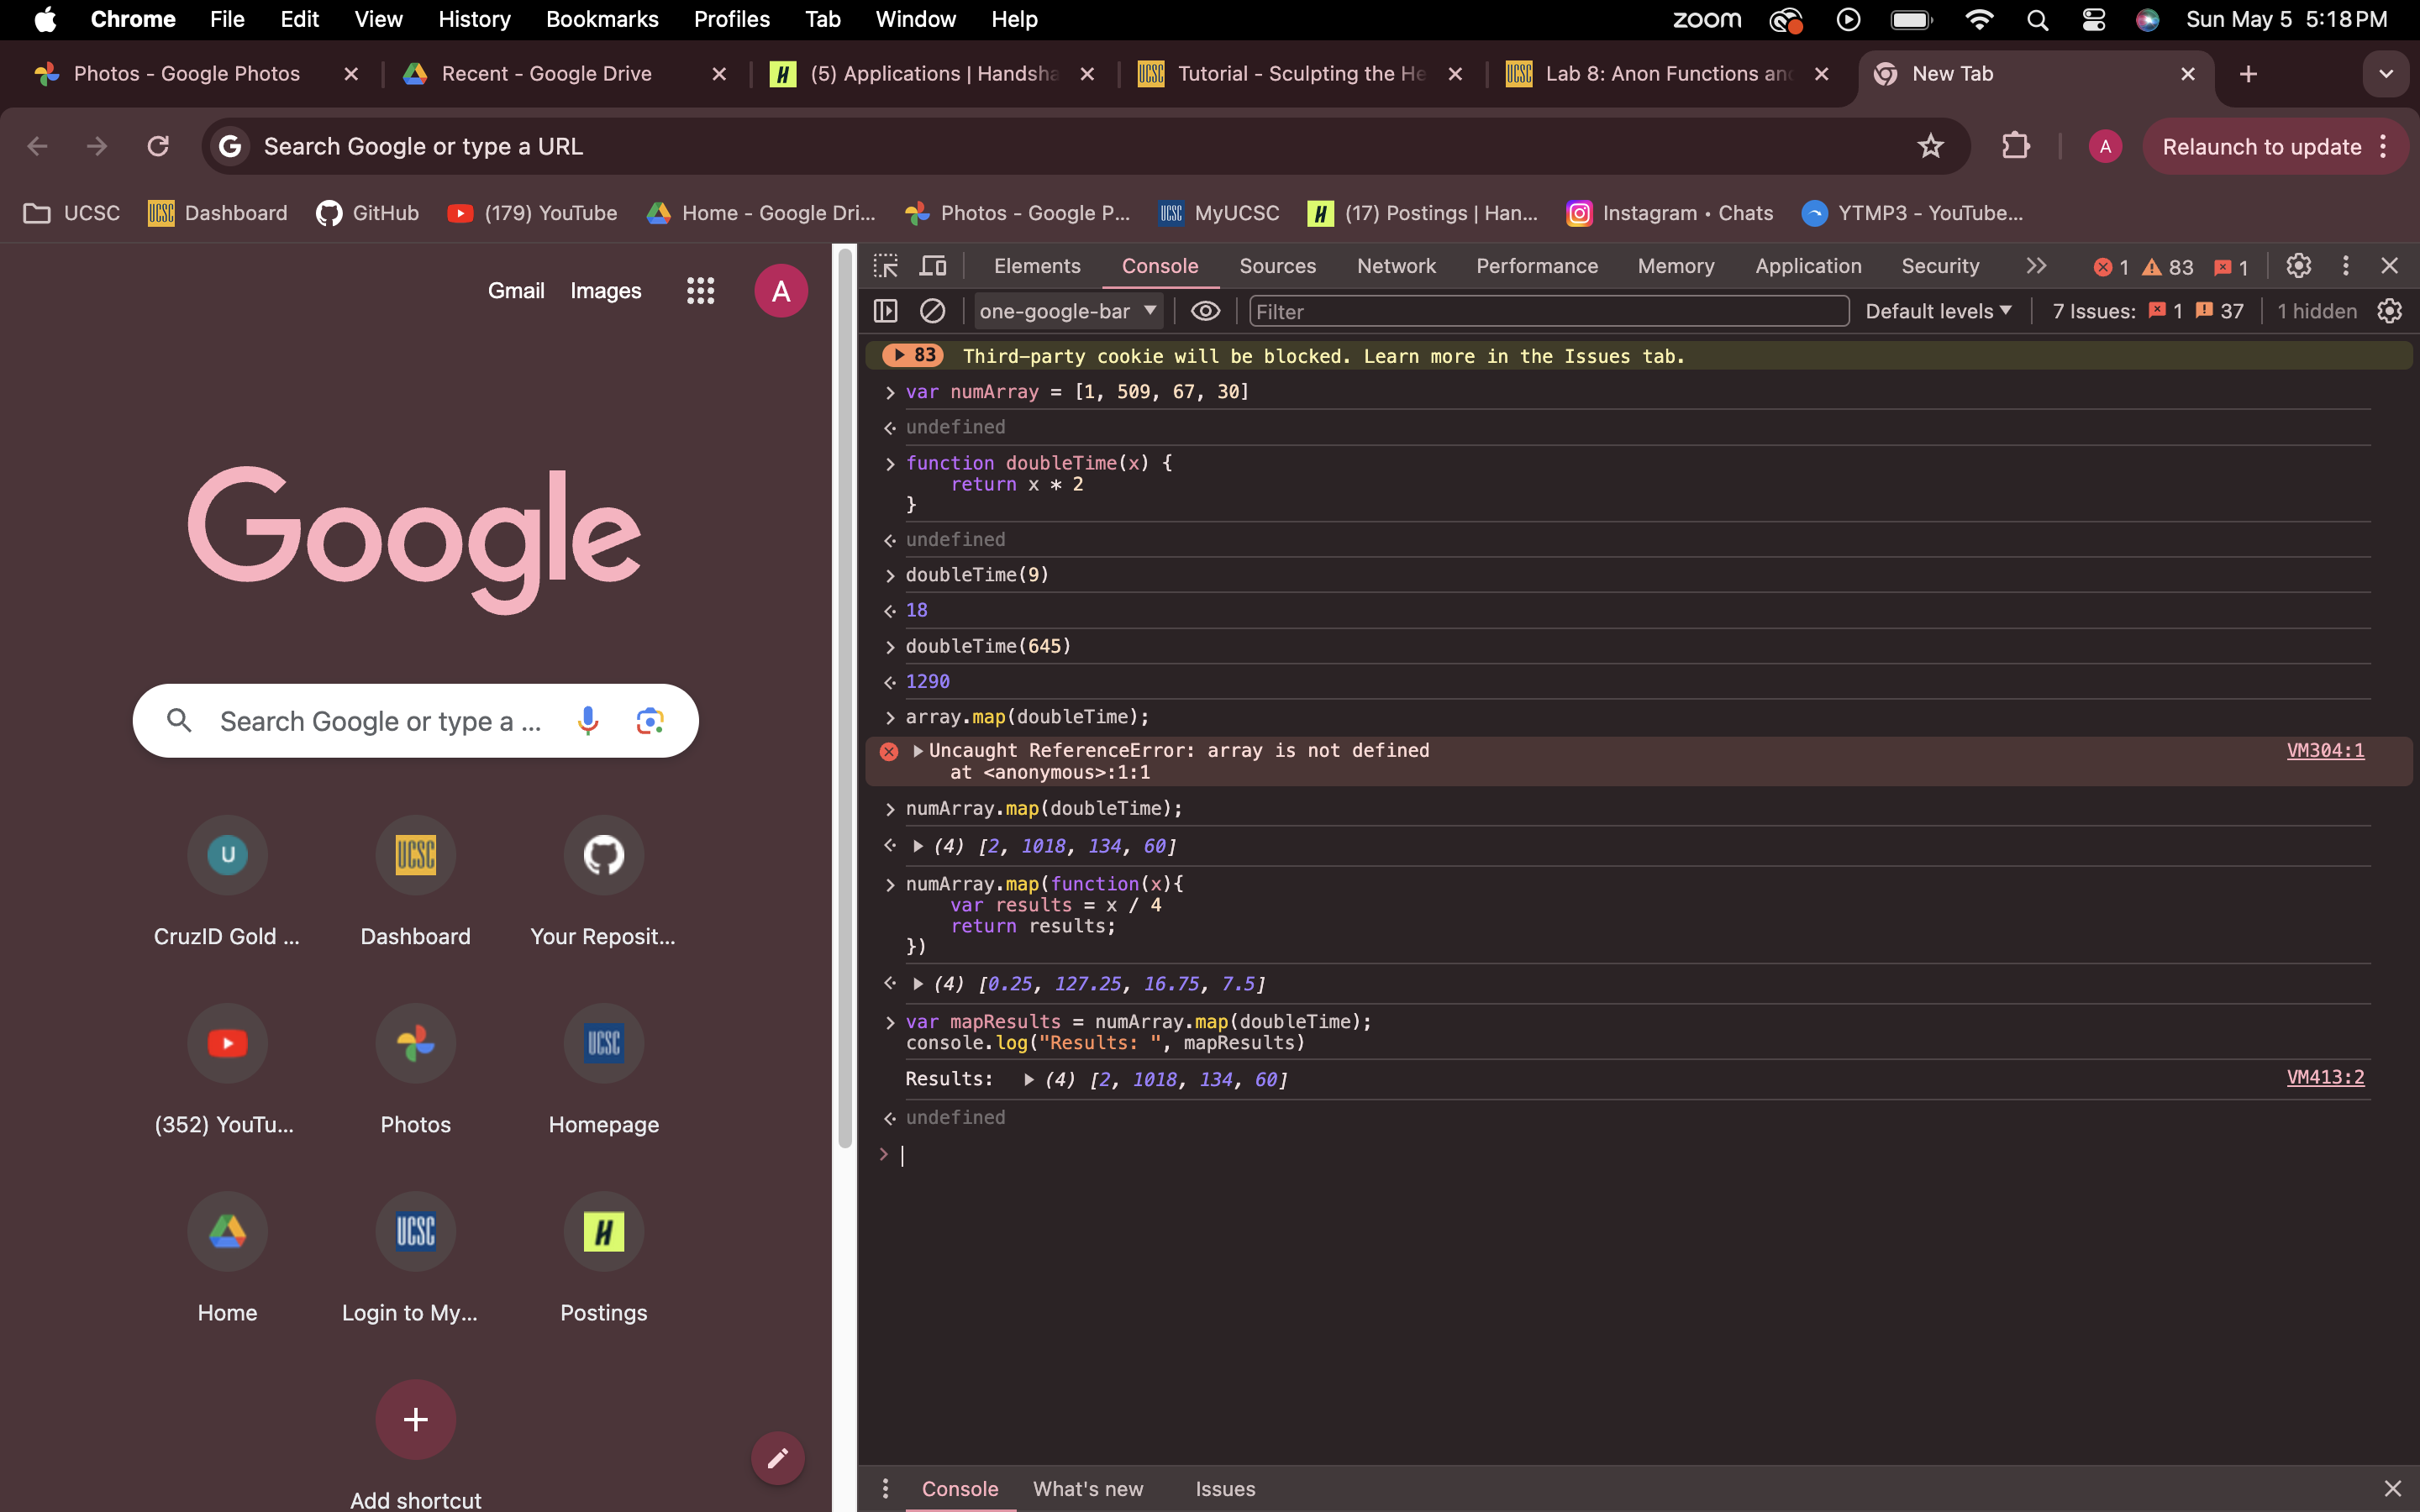 Chrome File Edit View History Bookmarks Profiles Tab Window Help zoom Sun May 5 5:18 PM
Photos - Google Photos Recent - Google Drive (5) Applications | Handsha Tutorial - Sculpting the He Lab 8: Anon Functions and New Tab
Search Google or type a URL A Relaunch to update
UCSC Dashboard GitHub (179) YouTube Home - Google Dri... Photos - Google P... MyUCSC (17) Postings | Han... Instagram • Chats YTMP3 - YouTube...
Gmail Images A
Google
Search Google or type a ...
U UCSC
CruzID Gold ... Dashboard Your Reposit...
UCSC
(352) YouTu... Photos Homepage
UCSC H
Home Login to My... Postings
Add shortcut
Elements Console Sources Network Performance Memory Application Security 1 83 1
one-google-bar Filter Default levels 7 Issues: 1 37 1 hidden
83 Third-party cookie will be blocked. Learn more in the Issues tab.
var numArray = [1, 509, 67, 30]
undefined
function doubleTime(x) {
return x * 2
}
undefined
doubleTime(9)
18
doubleTime(645)
1290
array.map(doubleTime);
Uncaught ReferenceError: array is not defined VM304:1
at <anonymous>:1:1
numArray.map(doubleTime);
(4) [2, 1018, 134, 60]
numArray.map(function(x){
var results = x / 4
return results;
})
(4) [0.25, 127.25, 16.75, 7.5]
var mapResults = numArray.map(doubleTime);
console.log("Results: ", mapResults)
Results: (4) [2, 1018, 134, 60] VM413:2
undefined
Console What's new Issues